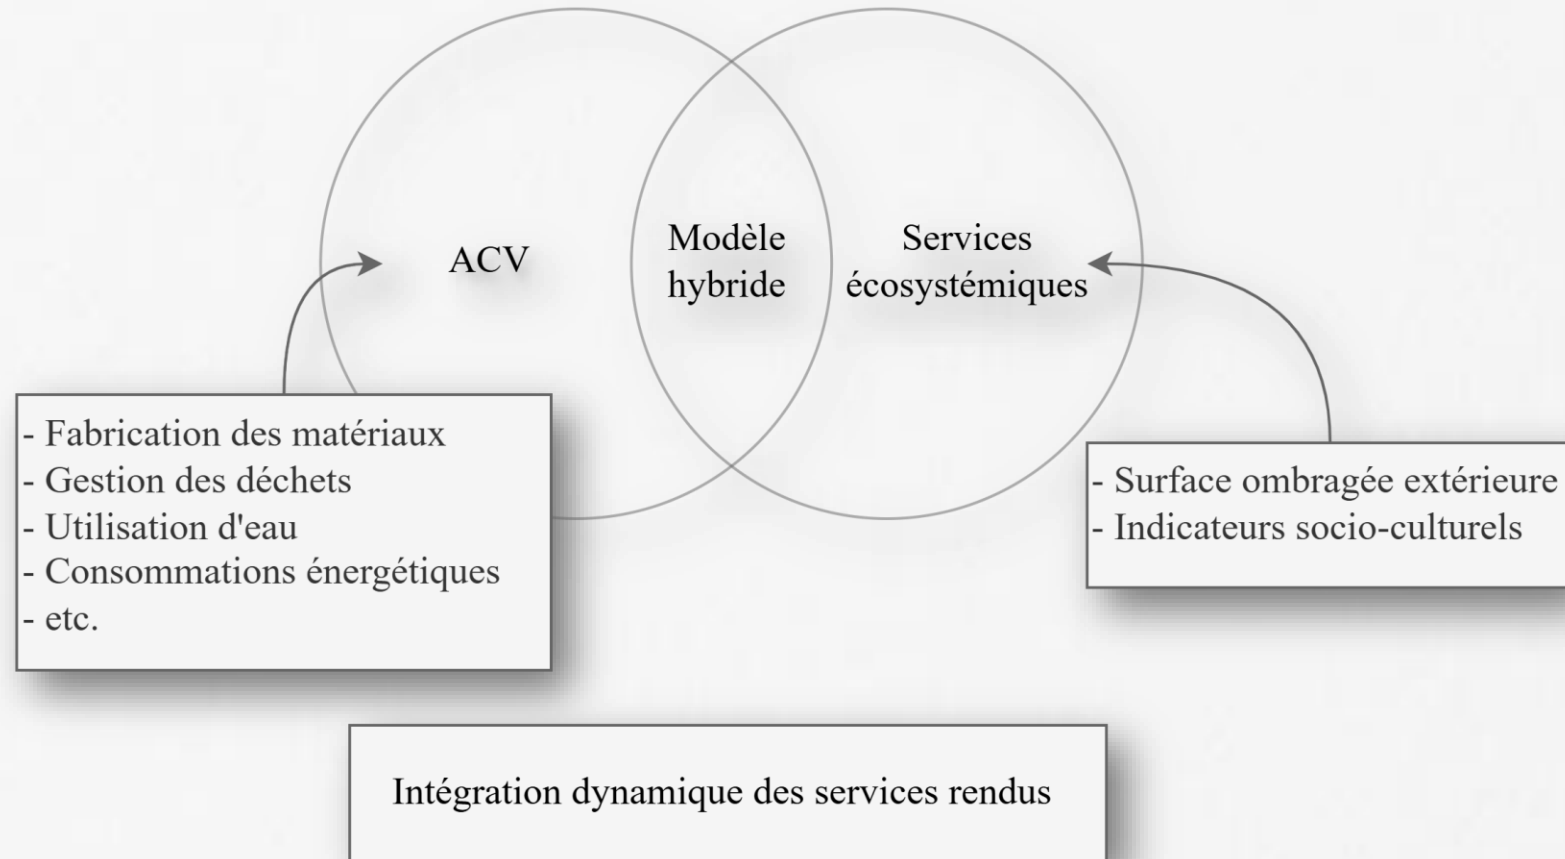 ACV
Modèle
hybride
Services
écosystémiques
- Fabrication des matériaux
- Gestion des déchets
- Utilisation d'eau
- Consommations énergétiques
- etc.
- Surface ombragée extérieure
- Indicateurs socio-culturels
Intégration dynamique des services rendus